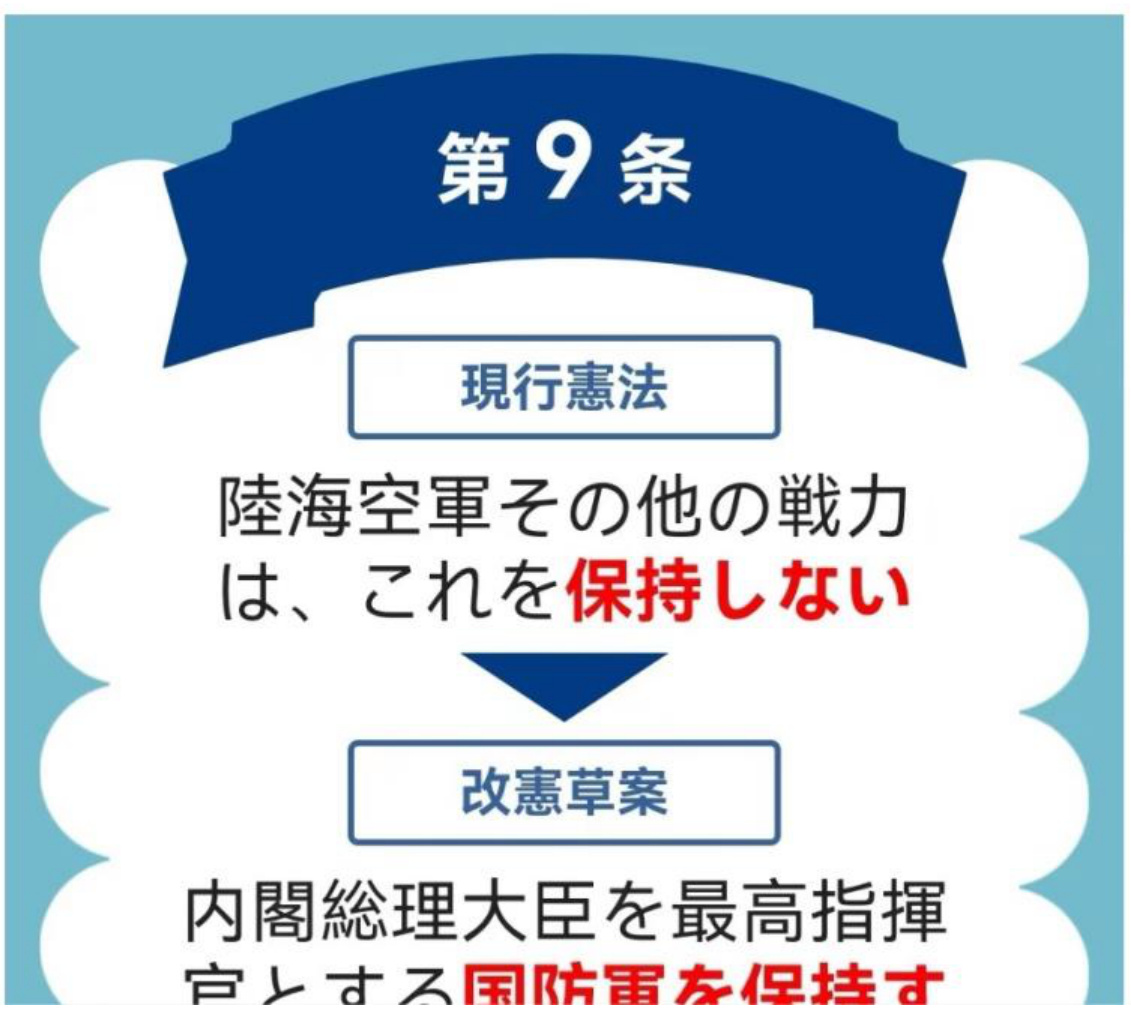 第9条
現行憲法
陸海空軍その他の戦力
は、これを保持しない
改憲草案
内閣総理大臣を最高指揮
官とする国防軍を保持す